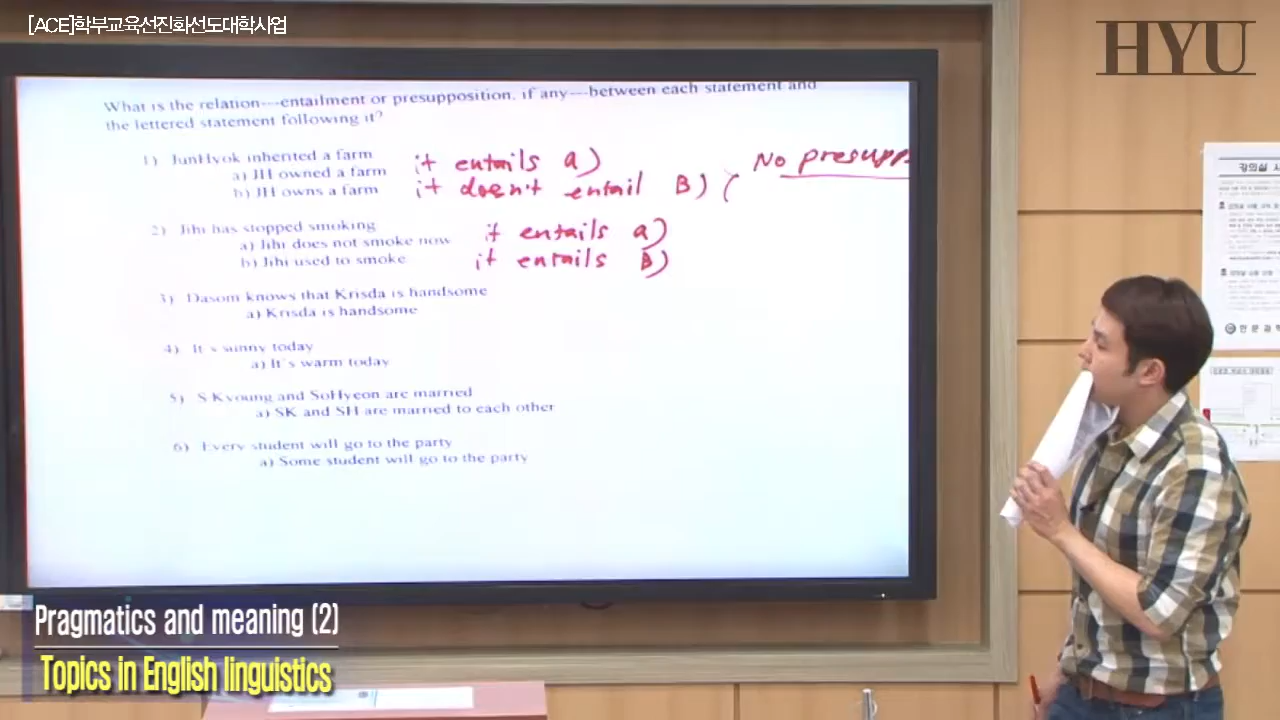 [ACE]학부교육선진화선도대학사업
HYU
What is the relation---entailment or presupposition, if any---between each statement and
the lettered statement following it?
1) JunHyok inherited a farm
a) JH owned a farm it entails a)
b) JH owns a farm it doesn't entail B) (
No presupp
2) Jihi has stopped smoking
a) Jihi does not smoke now it entails a)
b) Jihi used to smoke it entails B)
3) Dasom knows that Krisda is handsome
a) Krisda is handsome
4) It's sunny today
a) It's warm today
5) S Kyoung and SoHyeon are married
a) SK and SH are married to each other
6) Every student will go to the party
a) Some student will go to the party
강의실 사
Pragmatics and meaning (2)
Topics in English linguistics